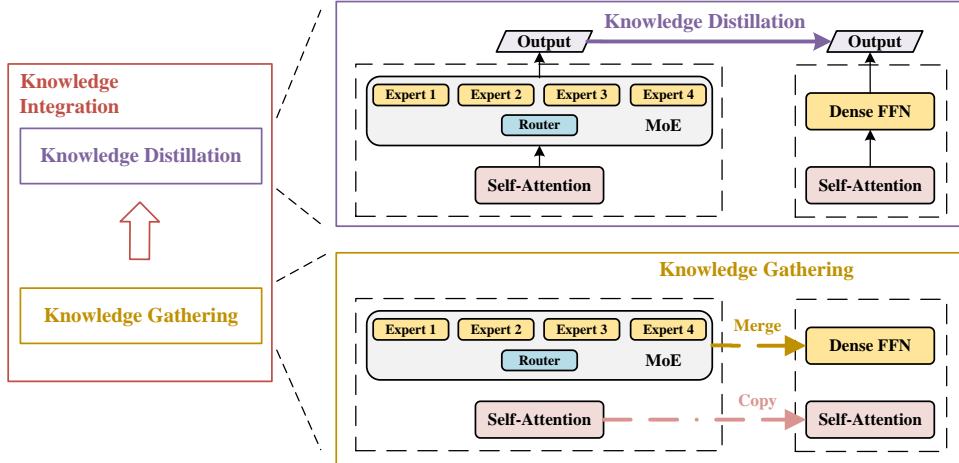 Knowledge
Integration
Knowledge Distillation
Knowledge Gathering
Knowledge Distillation
Output
Output
Expert 1
Expert 2
Expert 3
Expert 4
Router
MoE
Self-Attention
Dense FFN
Self-Attention
Knowledge Gathering
Expert 1
Expert 2
Expert 3
Expert 4
Router
MoE
Merge
Dense FFN
Self-Attention
Copy
Self-Attention